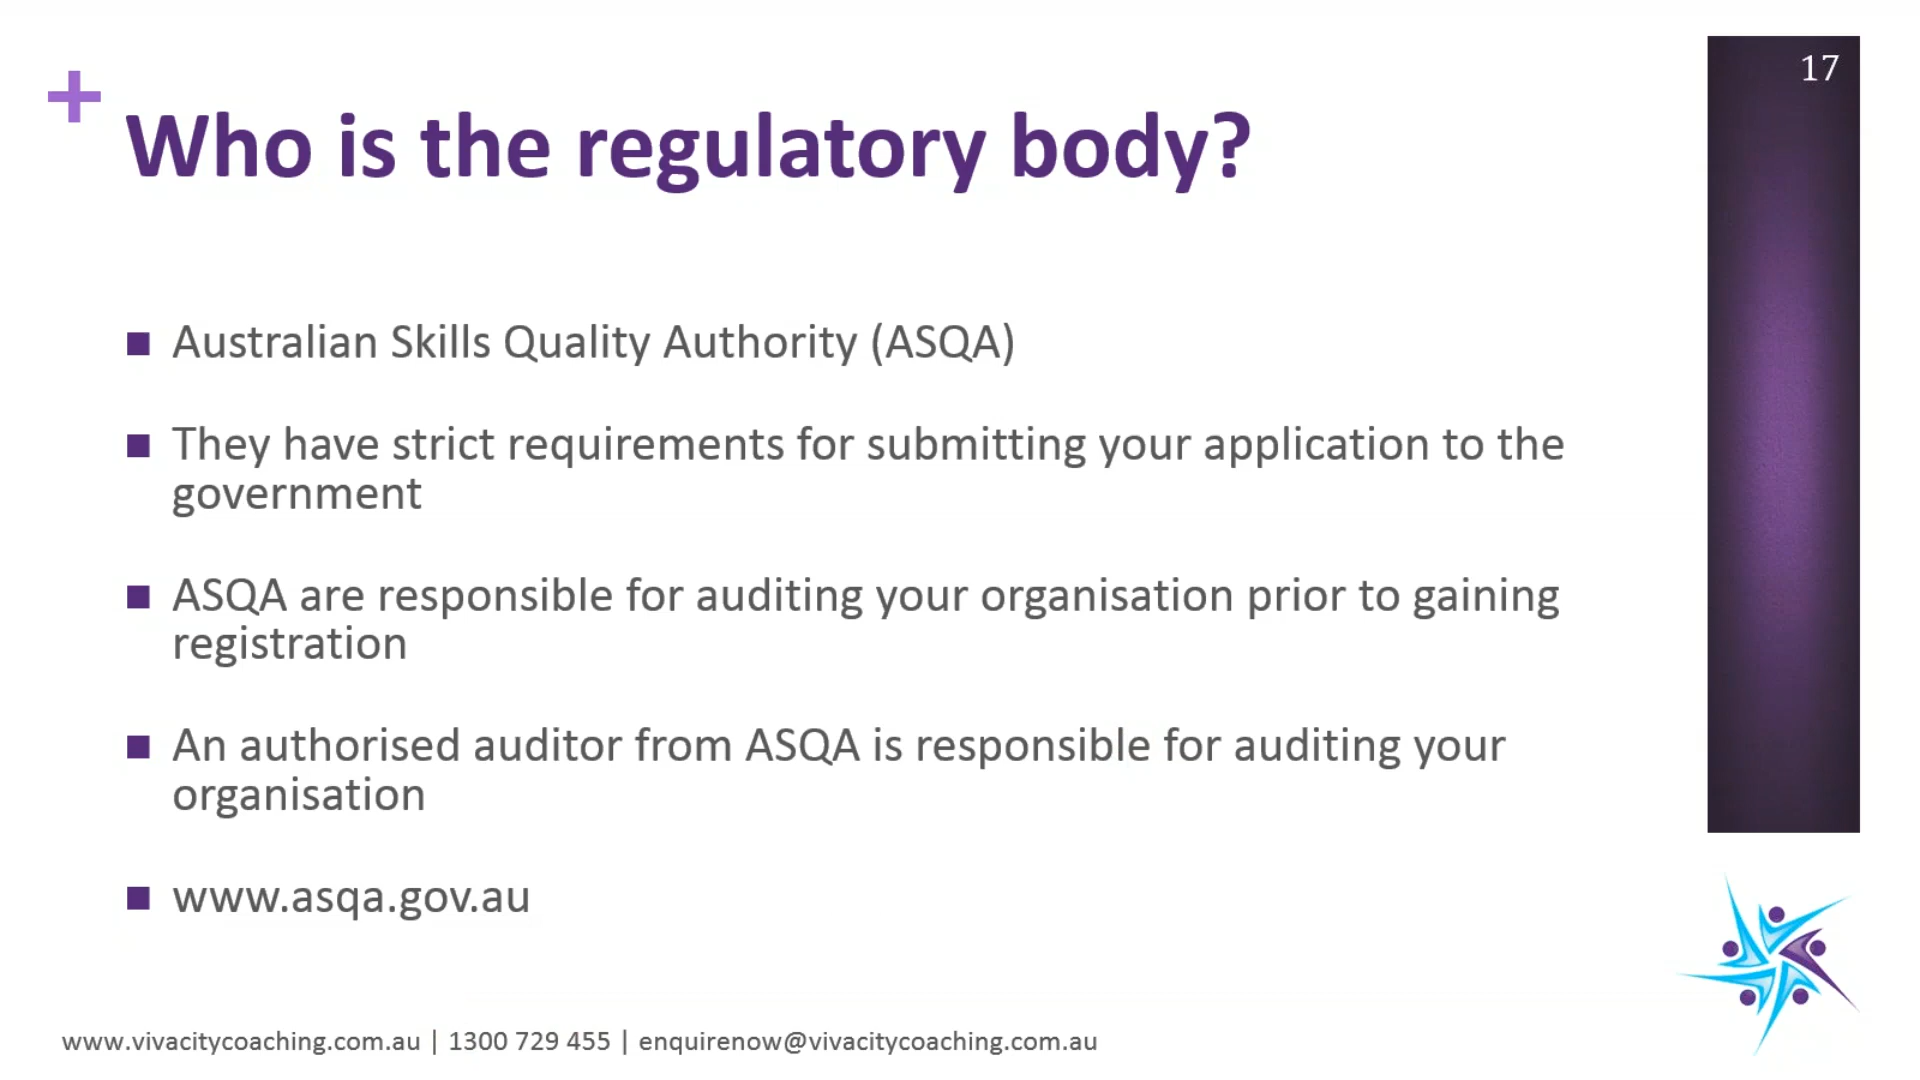 17
+
Who is the regulatory body?
Australian Skills Quality Authority (ASQA)
They have strict requirements for submitting your application to the
government
ASQA are responsible for auditing your organisation prior to gaining
registration
An authorised auditor from ASQA is responsible for auditing your
organisation
www.asqa.gov.au
www.vivacitycoaching.com.au | 1300 729 455 | enquirenow@vivacitycoaching.com.au